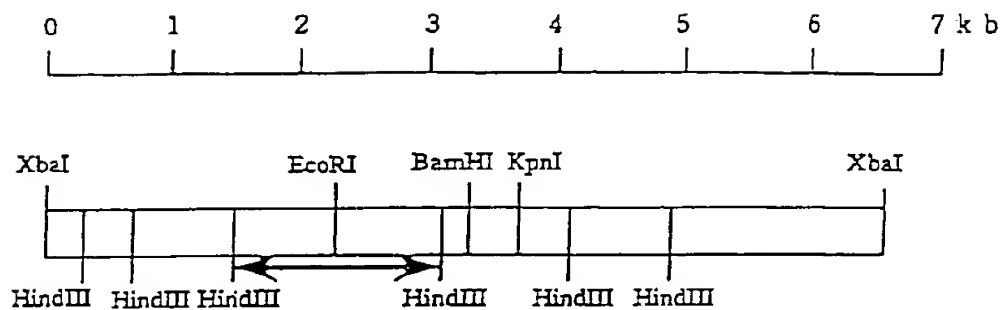 0 1 2 3 4 5 6 7 k b
XbaI EcoRI BamHI KpnI XbaI
HindIII HindIII HindIII HindIII HindIII HindIII